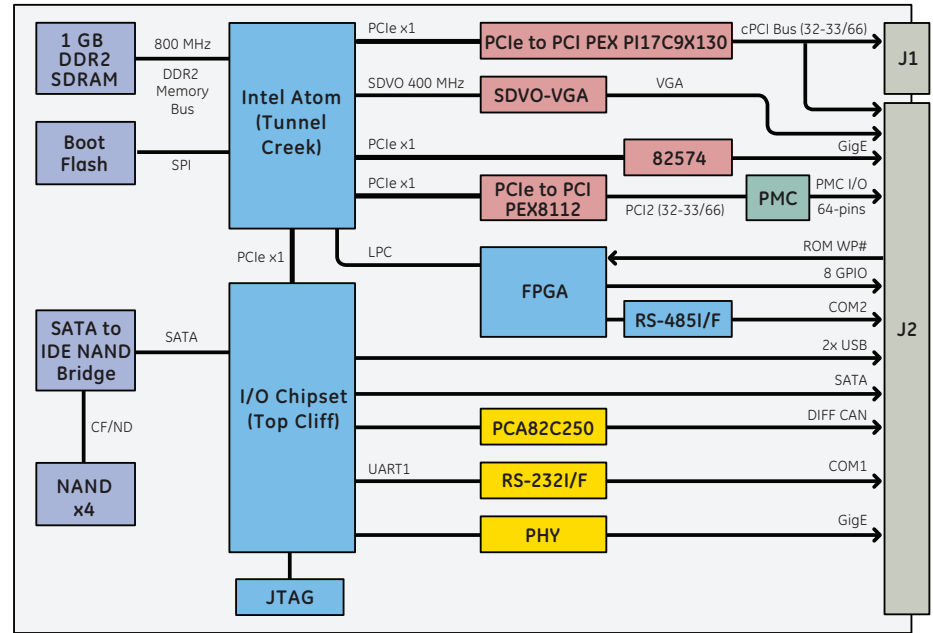 1 GB
DDR2
SDRAM
800 MHz
DDR2
Memory
Bus
Boot
Flash
SPI
Intel Atom
(Tunnel
Creek)
PCIe x1
PCIe to PCI PEX PI17C9X130
cPCI Bus (32-33/66)
J1
SDVO 400 MHz
SDVO-VGA
VGA
PCIe x1
82574
GigE
PCIe x1
PCIe to PCI
PEX8112
PCI2 (32-33/66)
PMC
PMC I/O
64-pins
PCIe x1
LPC
FPGA
ROM WP#
8 GPIO
RS-485I/F
COM2
J2
SATA to
IDE NAND
Bridge
SATA
CF/ND
NAND
x4
I/O Chipset
(Top Cliff)
2x USB
SATA
PCA82C250
DIFF CAN
UART1
RS-232I/F
COM1
PHY
GigE
JTAG